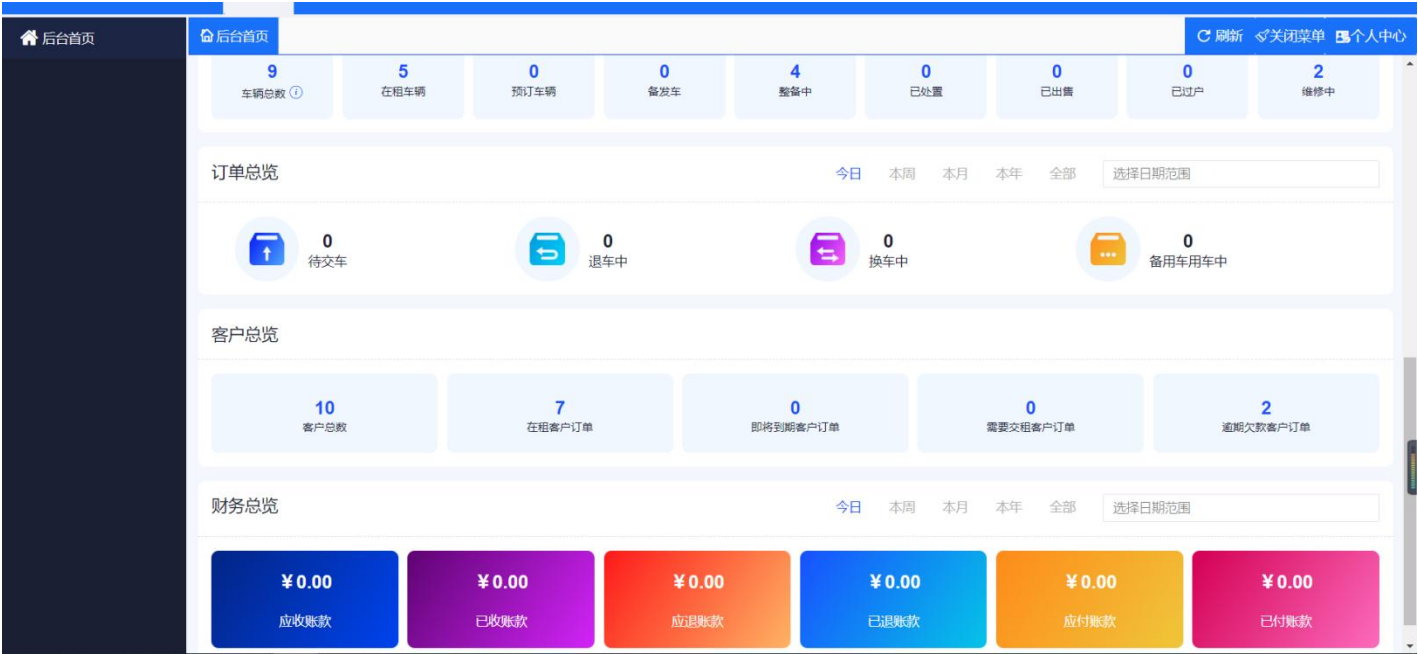 后台首页
后台首页
刷新 关闭菜单 个人中心
9 5 0 0 4 0 0 0 2
车辆总数 在租车辆 预订车辆 备发车 整备中 已处置 已出售 已过户 维修中
订单总览 今日 本周 本月 本年 全部 选择日期范围
0 0 0 0
待交车 退车中 换车中 备用车用车中
客户总览
10 7 0 0 2
客户总数 在租客户订单 即将到期客户订单 需要交租客户订单 逾期欠款客户订单
财务总览 今日 本周 本月 本年 全部 选择日期范围
¥0.00 ¥0.00 ¥0.00 ¥0.00 ¥0.00 ¥0.00
应收账款 已收账款 应退账款 已退账款 应付账款 已付账款